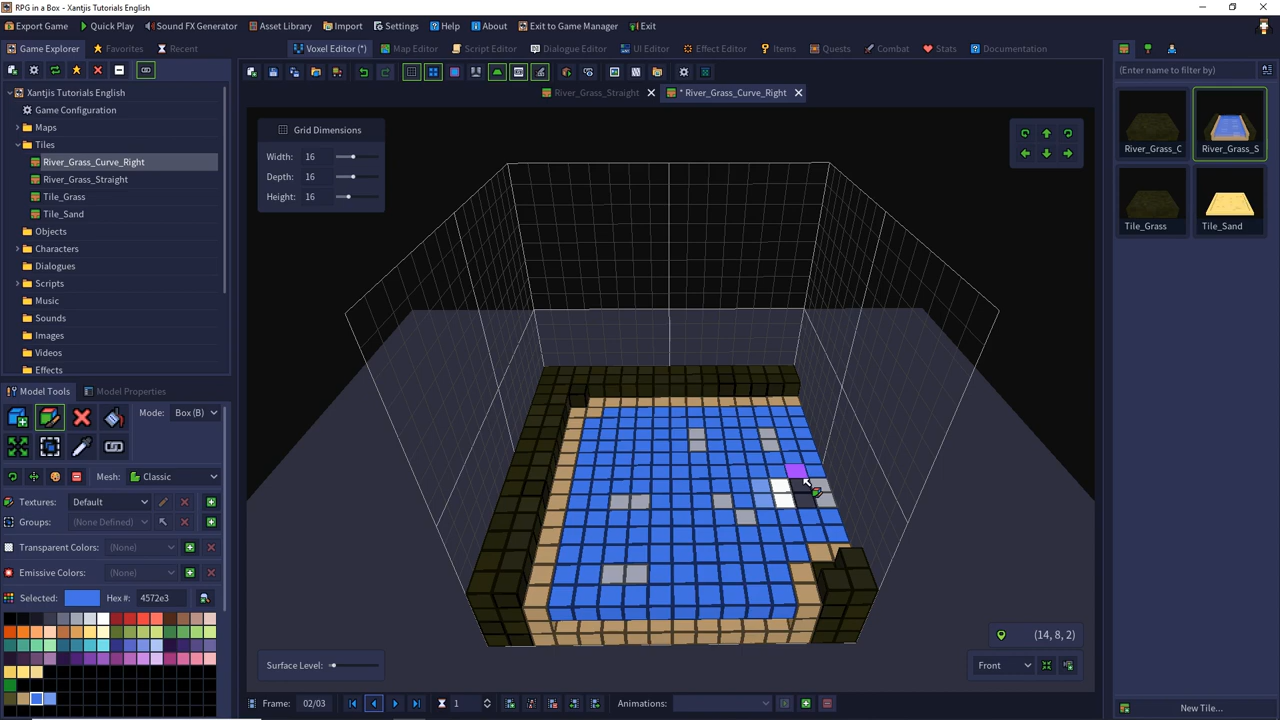 RPG in a Box - Xantjis Tutorials English
Export Game Quick Play Sound FX Generator Asset Library Import Settings Help About Exit to Game Manager Exit
Game Explorer Favorites Recent
Voxel Editor (*) Map Editor Script Editor Dialogue Editor UI Editor Effect Editor Items Quests Combat Stats Documentation
(Enter name to filter by)
River_Grass_Straight * River_Grass_Curve_Right
Xantjis Tutorials English
Game Configuration
Maps
Tiles
River_Grass_Curve_Right
River_Grass_Straight
Tile_Grass
Tile_Sand
Objects
Characters
Dialogues
Scripts
Music
Sounds
Images
Videos
Effects
Grid Dimensions
Width: 16
Depth: 16
Height: 16
River_Grass_C River_Grass_S
Tile_Grass Tile_Sand
Model Tools Model Properties
Mode: Box (B)
Mesh: Classic
Textures: Default
Groups: (None Defined)
Transparent Colors: (None)
Emissive Colors: (None)
Selected: Hex #: 4572e3
Surface Level:
(14, 8, 2)
Front
Frame: 02/03 1 Animations:
New Tile...